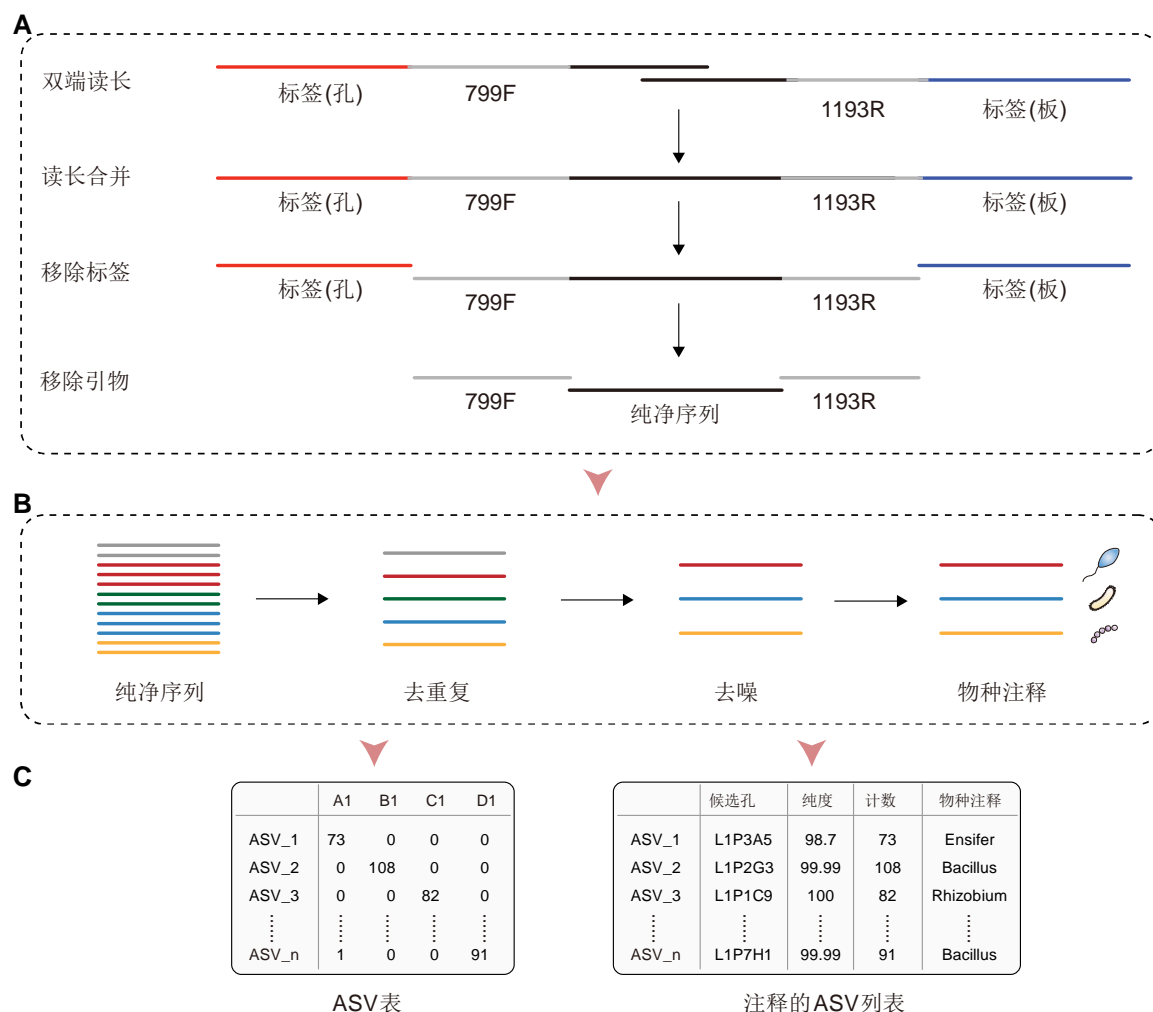 A
双端读长
标签(孔)
799F
1193R
标签(板)
读长合并
标签(孔)
799F
1193R
标签(板)
移除标签
标签(孔)
799F
1193R
标签(板)
移除引物
799F
纯净序列
1193R
B
纯净序列
去重复
去噪
物种注释
C
A1 B1 C1 D1
ASV_1 73 0 0 0
ASV_2 0 108 0 0
ASV_3 0 0 82 0
ASV_n 1 0 0 91
ASV表
候选孔 纯度 计数 物种注释
ASV_1 L1P3A5 98.7 73 Ensifer
ASV_2 L1P2G3 99.99 108 Bacillus
ASV_3 L1P1C9 100 82 Rhizobium
ASV_n L1P7H1 99.99 91 Bacillus
注释的ASV列表